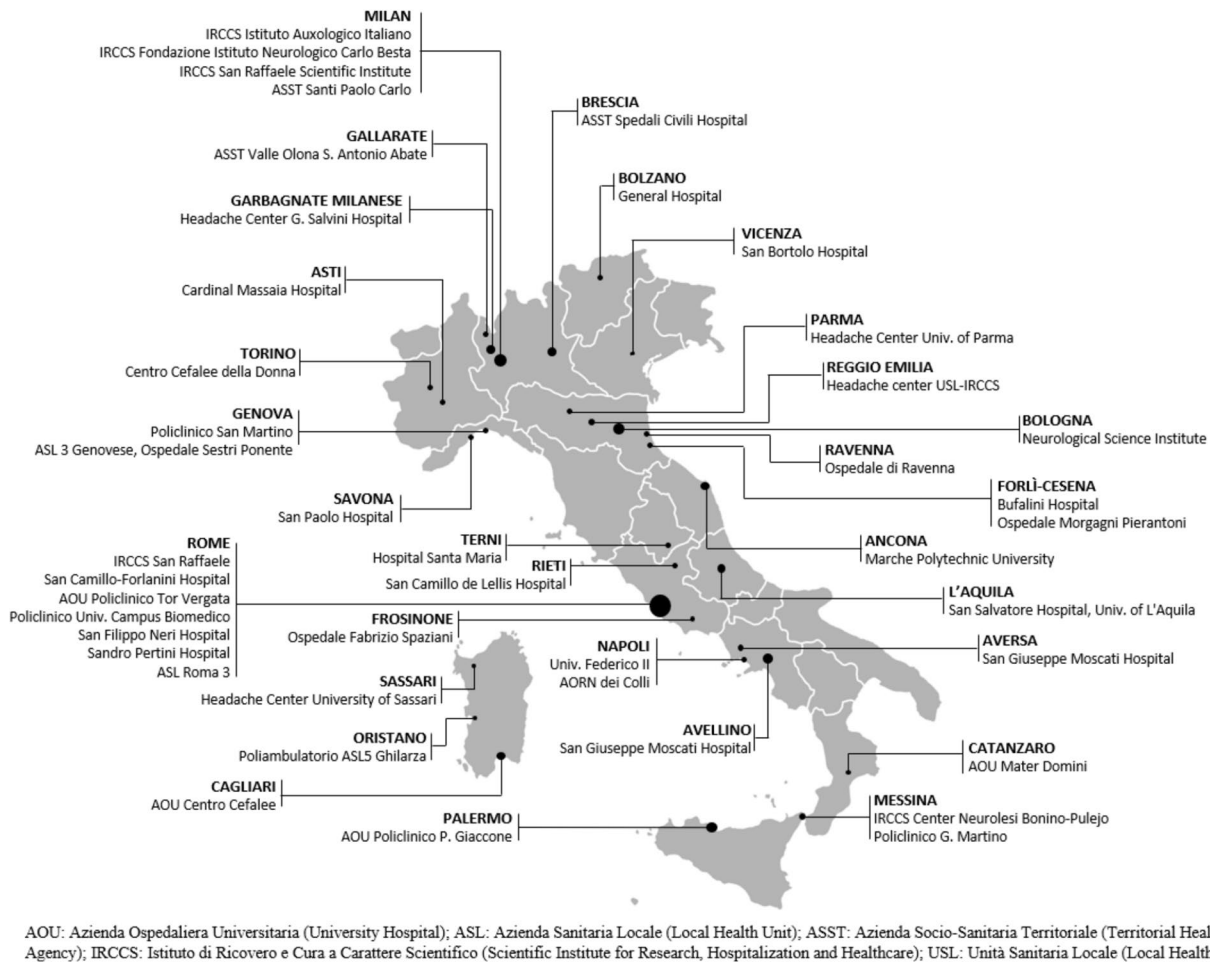 MILAN
IRCCS Istituto Auxologico Italiano
IRCCS Fondazione Istituto Neurologico Carlo Besta
IRCCS San Raffaele Scientific Institute
ASST Santi Paolo Carlo
BRESCIA
ASST Spedali Civili Hospital
GALLARATE
ASST Valle Olona S. Antonio Abate
BOLZANO
General Hospital
GARBAGNATE MILANESE
Headache Center G. Salvini Hospital
VICENZA
San Bortolo Hospital
ASTI
Cardinal Massaia Hospital
PARMA
Headache Center Univ. of Parma
TORINO
Centro Cefalee della Donna
REGGIO EMILIA
Headache center USL-IRCCS
GENOVA
Policlinico San Martino
ASL 3 Genovese, Ospedale Sestri Ponente
BOLOGNA
Neurological Science Institute
RAVENNA
Ospedale di Ravenna
SAVONA
San Paolo Hospital
FORLÌ-CESENA
Bufalini Hospital
Ospedale Morgagni Pierantoni
ROME
IRCCS San Raffaele
San Camillo-Forlanini Hospital
AOU Policlinico Tor Vergata
Policlinico Univ. Campus Biomedico
San Filippo Neri Hospital
Sandro Pertini Hospital
ASL Roma 3
TERNI
Hospital Santa Maria
RIETI
San Camillo de Lellis Hospital
ANCONA
Marche Polytechnic University
L'AQUILA
San Salvatore Hospital, Univ. of L'Aquila
FROSINONE
Ospedale Fabrizio Spaziani
NAPOLI
Univ. Federico II
AORN dei Colli
AVERSA
San Giuseppe Moscati Hospital
SASSARI
Headache Center University of Sassari
ORISTANO
Poliambulatorio ASL5 Ghilarza
AVELLINO
San Giuseppe Moscati Hospital
CATANZARO
AOU Mater Domini
CAGLIARI
AOU Centro Cefalee
PALERMO
AOU Policlinico P. Giaccone
MESSINA
IRCCS Center Neurolesi Bonino-Pulejo
Policlinico G. Martino
AOU: Azienda Ospedaliera Universitaria (University Hospital); ASL: Azienda Sanitaria Locale (Local Health Unit); ASST: Azienda Socio-Sanitaria Territoriale (Territorial
Agency); IRCCS: Istituto di Ricovero e Cura a Carattere Scientifico (Scientific Institute for Research, Hospitalization and Healthcare); USL: Unità Sanitaria Locale (Local